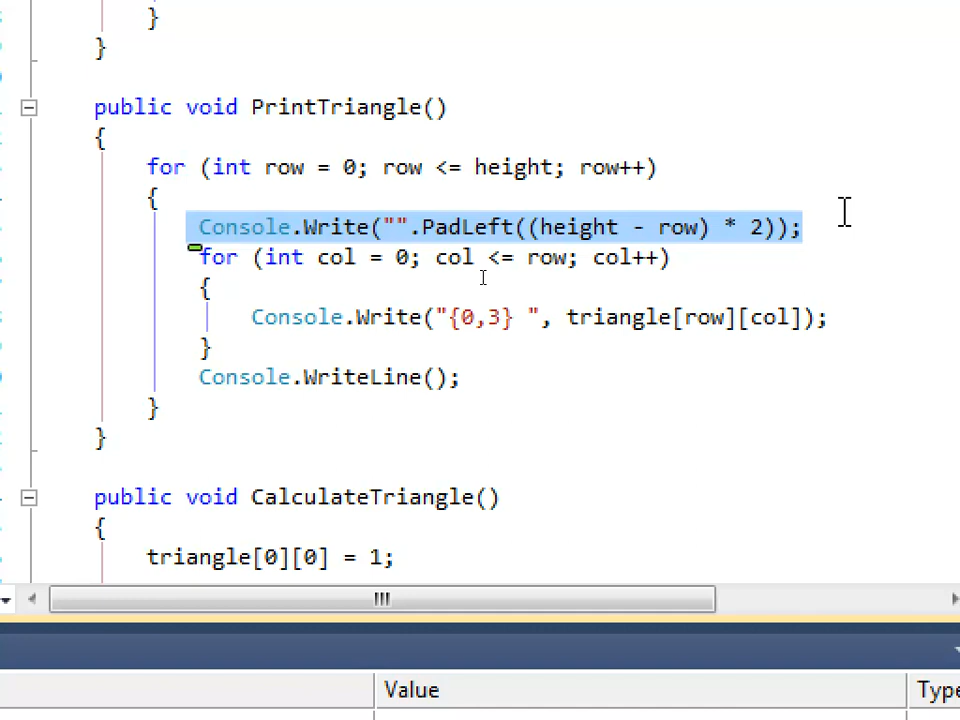 }
}
public void PrintTriangle()
{
for (int row = 0; row <= height; row++)
{
Console.Write("".PadLeft((height - row) * 2));
for (int col = 0; col <= row; col++)
{
Console.Write("{0,3} ", triangle[row][col]);
}
Console.WriteLine();
}
}
public void CalculateTriangle()
{
triangle[0][0] = 1;
Value Type